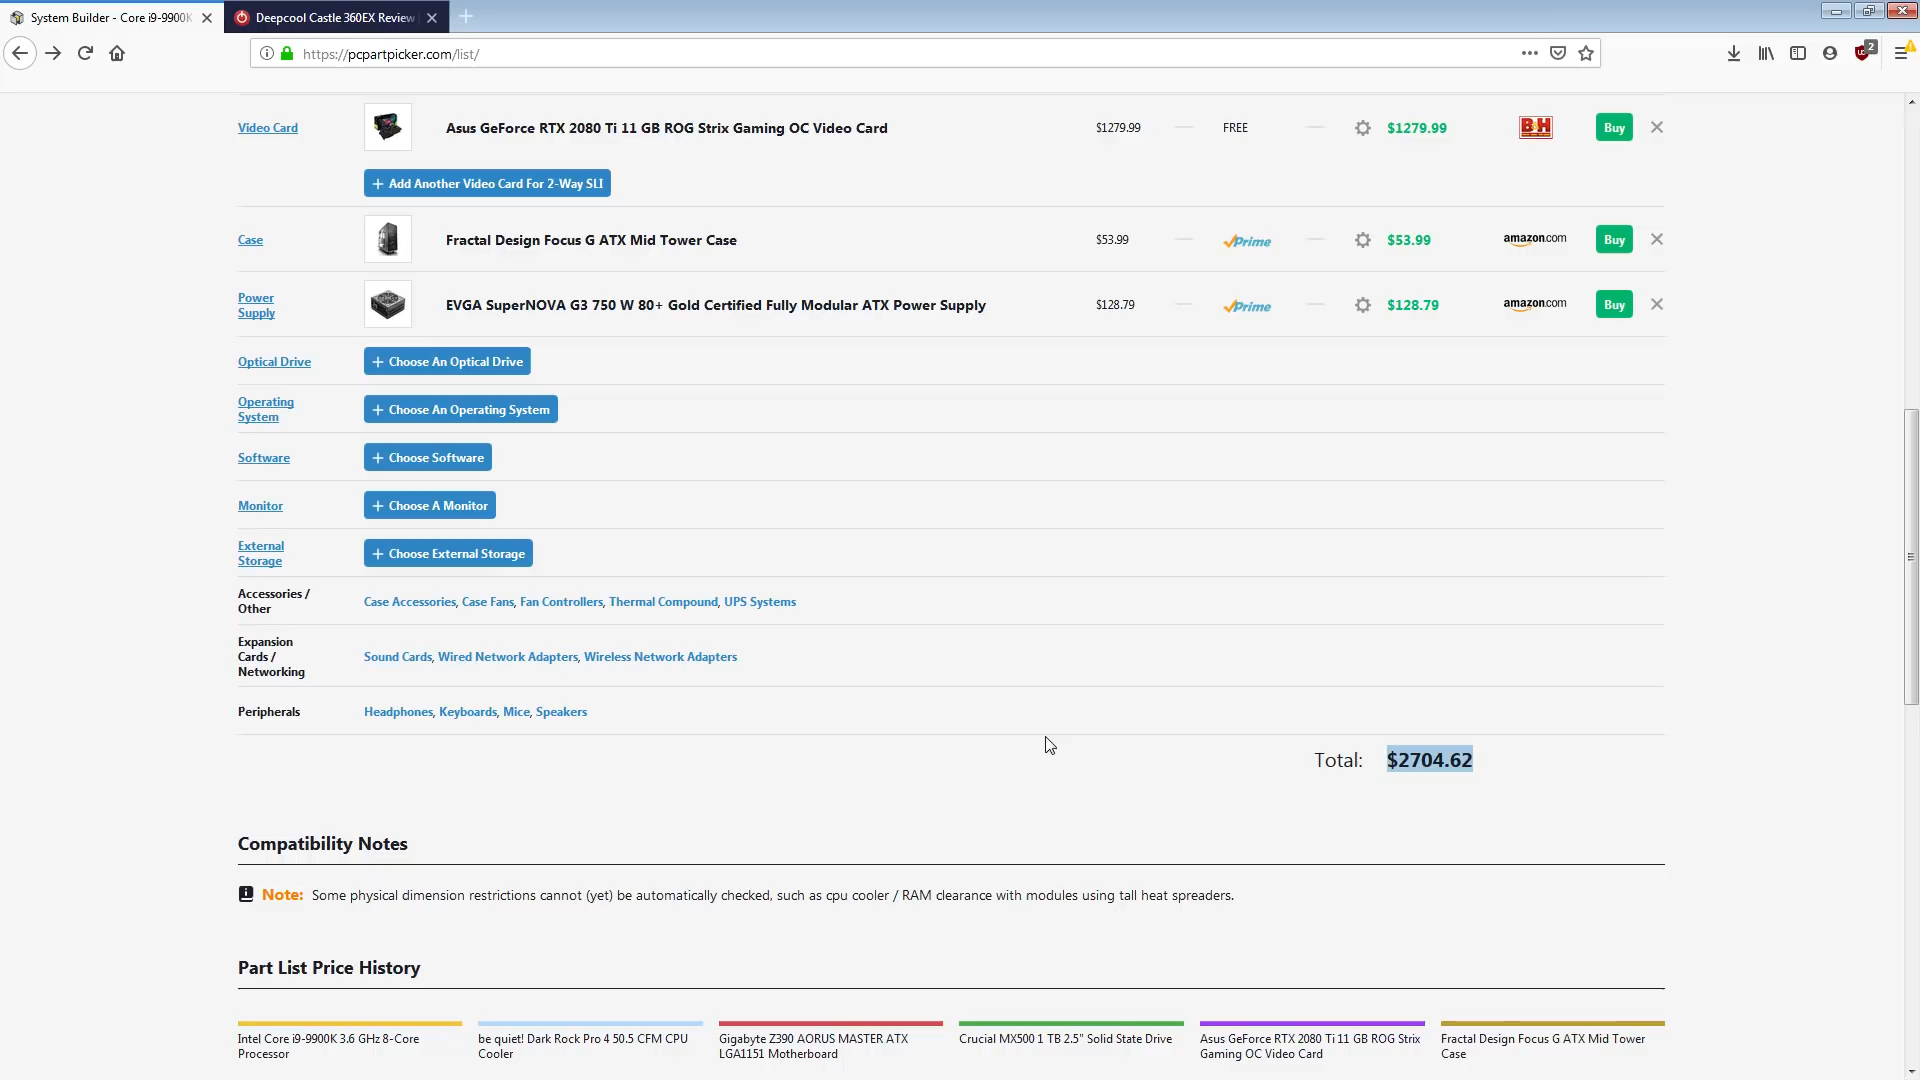 System Builder - Core i9-9900K
Deepcool Castle 360EX Review
https://pcpartpicker.com/list/
2
Video Card
Asus GeForce RTX 2080 Ti 11 GB ROG Strix Gaming OC Video Card
$1279.99
FREE
$1279.99
B&H
Buy
+ Add Another Video Card For 2-Way SLI
Case
Fractal Design Focus G ATX Mid Tower Case
$53.99
Prime
$53.99
amazon.com
Buy
Power
Supply
EVGA SuperNOVA G3 750 W 80+ Gold Certified Fully Modular ATX Power Supply
$128.79
Prime
$128.79
amazon.com
Buy
Optical Drive
+ Choose An Optical Drive
Operating
System
+ Choose An Operating System
Software
+ Choose Software
Monitor
+ Choose A Monitor
External
Storage
+ Choose External Storage
Accessories /
Other
Case Accessories, Case Fans, Fan Controllers, Thermal Compound, UPS Systems
Expansion
Cards /
Networking
Sound Cards, Wired Network Adapters, Wireless Network Adapters
Peripherals
Headphones, Keyboards, Mice, Speakers
Total: $2704.62
Compatibility Notes
Note: Some physical dimension restrictions cannot (yet) be automatically checked, such as cpu cooler / RAM clearance with modules using tall heat spreaders.
Part List Price History
Intel Core i9-9900K 3.6 GHz 8-Core
Processor
be quiet! Dark Rock Pro 4 50.5 CFM CPU
Cooler
Gigabyte Z390 AORUS MASTER ATX
LGA1151 Motherboard
Crucial MX500 1 TB 2.5" Solid State Drive
Asus GeForce RTX 2080 Ti 11 GB ROG Strix
Gaming OC Video Card
Fractal Design Focus G ATX Mid Tower
Case